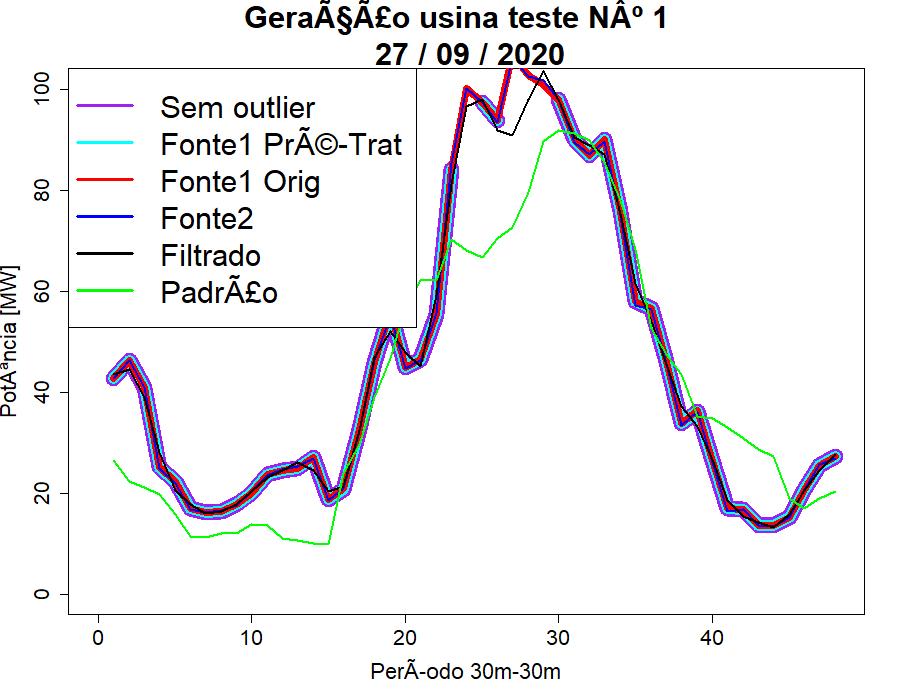 GeraÃ§Ã£o usina teste NÂº 1
27 / 09 / 2020
Sem outlier
Fonte1 PrÃ©-Trat
Fonte1 Orig
Fonte2
Filtrado
PadrÃ£o
PotÃªncia [MW]
100
80
60
40
20
0
0 10 20 30 40
PerÃ-odo 30m-30m